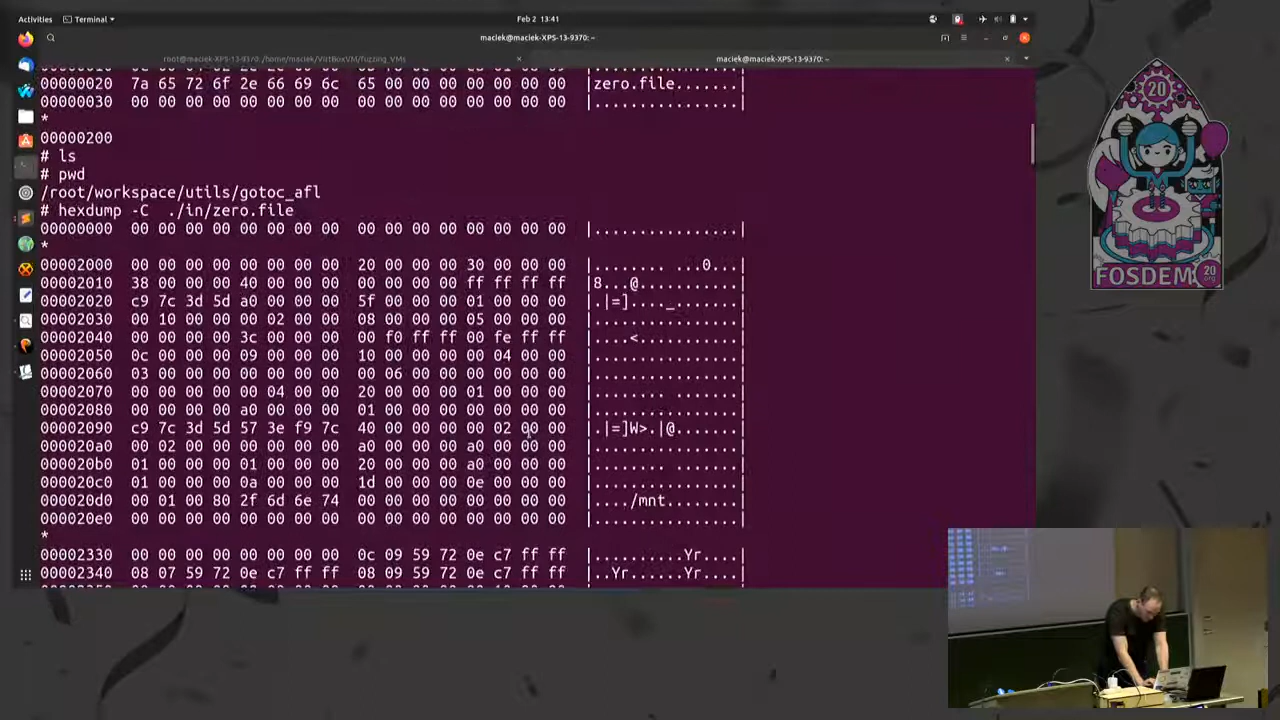 Activities
Terminal
Feb 2 13:41
maciek@maciek-XPS-13-9370: ~
root@maciek-XPS-13-9370: /home/maciek/VirtBoxVM/fuzzing_VMs
maciek@maciek-XPS-13-9370: ~
00000020 7a 65 72 6f 2e 66 69 6c 65 00 00 00 00 00 00 00 |zero.file.......|
00000030 00 00 00 00 00 00 00 00 00 00 00 00 00 00 00 00 |................|
*
00000200
# ls
# pwd
/root/workspace/utils/gotoc_afl
# hexdump -C ./in/zero.file
00000000 00 00 00 00 00 00 00 00 00 00 00 00 00 00 00 00 |................|
*
00002000 00 00 00 00 00 00 00 00 20 00 00 00 30 00 00 00 |........ ...0...|
00002010 38 00 00 00 40 00 00 00 00 00 00 00 ff ff ff ff |8...@...........|
00002020 c9 7c 3d 5d a0 00 00 00 5f 00 00 00 01 00 00 00 |.|=]...._.......|
00002030 00 10 00 00 00 02 00 00 08 00 00 00 05 00 00 00 |................|
00002040 00 00 00 00 3c 00 00 00 00 f0 ff ff 00 fe ff ff |....<...........|
00002050 0c 00 00 00 09 00 00 00 10 00 00 00 04 00 00 00 |................|
00002060 03 00 00 00 00 00 00 00 00 06 00 00 00 00 00 00 |................|
00002070 00 00 00 00 04 00 00 00 20 00 00 00 01 00 00 00 |........ .......|
00002080 00 00 00 00 a0 00 00 00 01 00 00 00 00 00 00 00 |................|
00002090 c9 7c 3d 5d 57 3e f9 7c 40 00 00 00 00 02 00 00 |.|=]W>.|@.......|
000020a0 00 02 00 00 00 00 00 00 a0 00 00 00 a0 00 00 00 |................|
000020b0 01 00 00 00 01 00 00 00 20 00 00 00 a0 00 00 00 |........ .......|
000020c0 01 00 00 00 0a 00 00 00 1d 00 00 00 0e 00 00 00 |................|
000020d0 00 01 00 80 2f 6d 6e 74 00 00 00 00 00 00 00 00 |..../mnt........|
000020e0 00 00 00 00 00 00 00 00 00 00 00 00 00 00 00 00 |................|
*
00002330 00 00 00 00 00 00 00 00 0c 09 59 72 0e c7 ff ff |..........Yr....|
00002340 08 07 59 72 0e c7 ff ff 08 09 59 72 0e c7 ff ff |..Yr......Yr....|
20
FOSDEM 20 .org